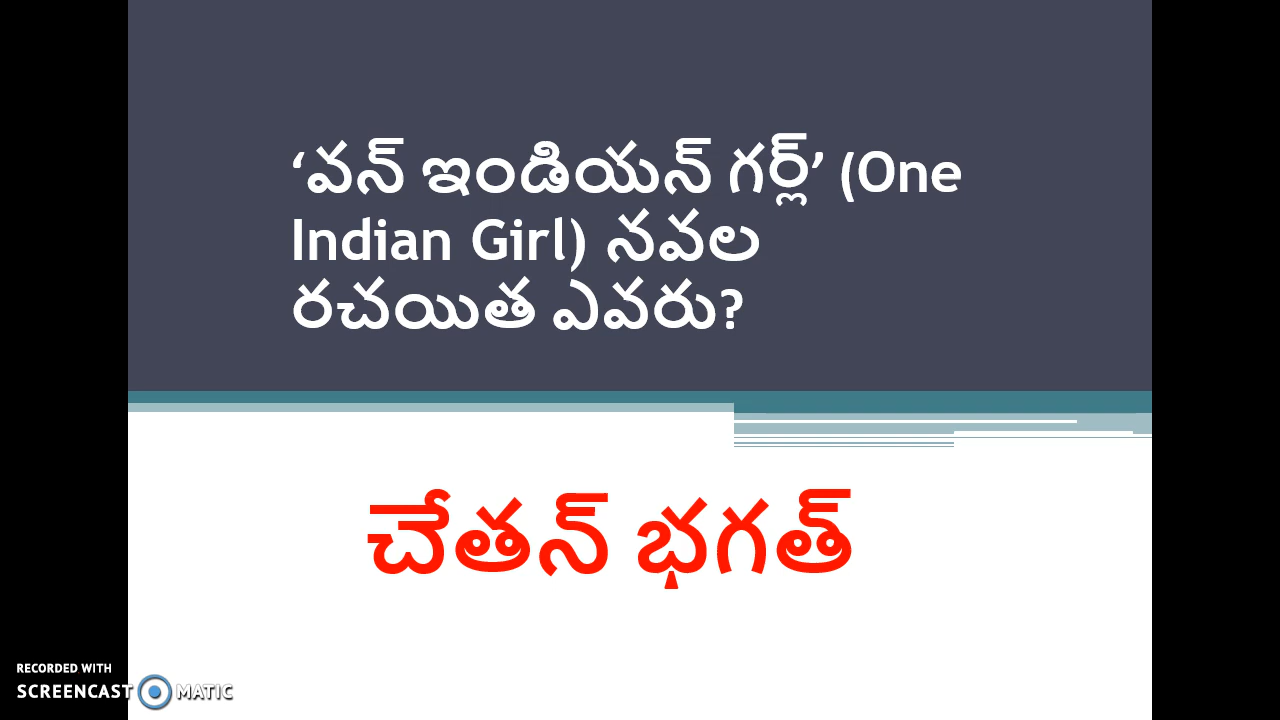 ‘వన్ ఇండియన్ గర్ల్’ (One
Indian Girl) నవల
రచయిత ఎవరు?
చేతన్ భగత్
RECORDED WITH
SCREENCAST MATIC